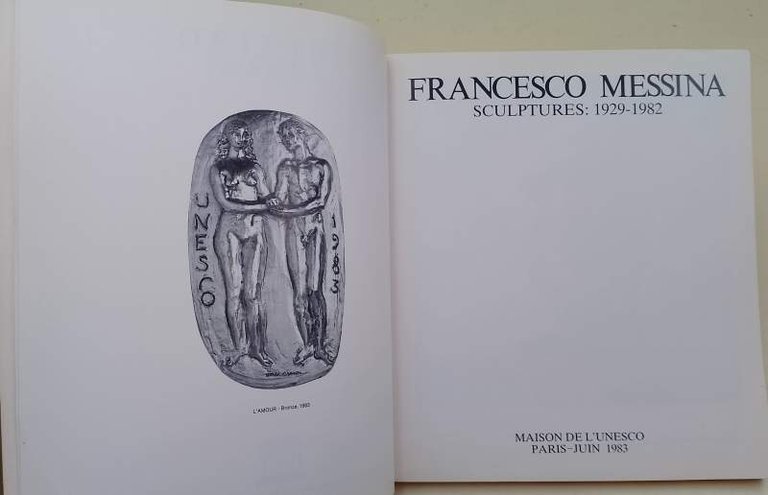 UNESCO
1983
L'AMOUR - Bronze, 1983
FRANCESCO MESSINA
SCULPTURES: 1929-1982
MAISON DE L'UNESCO
PARIS-JUIN 1983